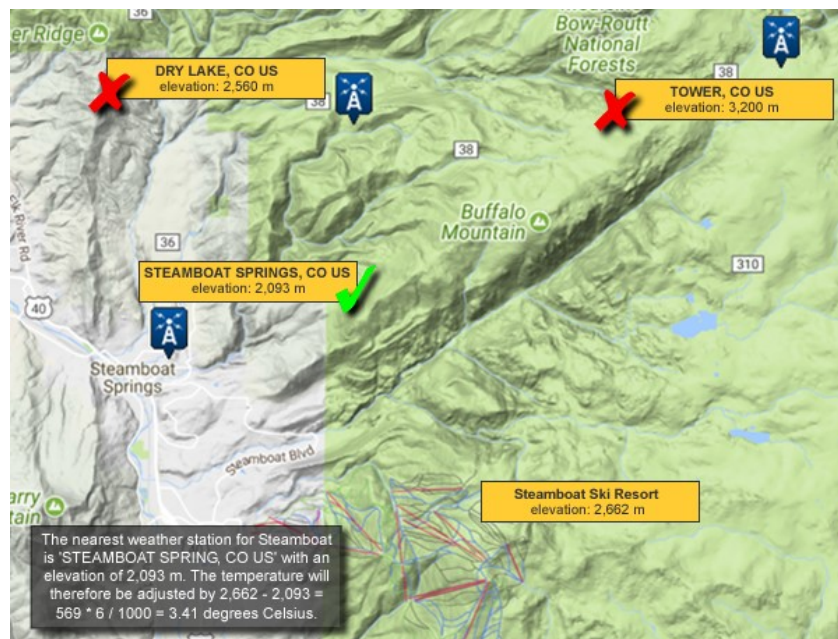 36
er Ridge
DRY LAKE, CO US
elevation: 2,560 m
38
Bow-Routt
National
Forests
38
TOWER, CO US
elevation: 3,200 m
38
Buffalo
Mountain
36
River Rd
310
STEAMBOAT SPRINGS, CO US
elevation: 2,093 m
40
Steamboat
Springs
Steamboat Blvd
Steamboat Ski Resort
elevation: 2,662 m
arry
tain
The nearest weather station for Steamboat
is 'STEAMBOAT SPRING, CO US' with an
elevation of 2,093 m. The temperature will
therefore be adjusted by 2,662 - 2,093 =
569 * 6 / 1000 = 3.41 degrees Celsius.